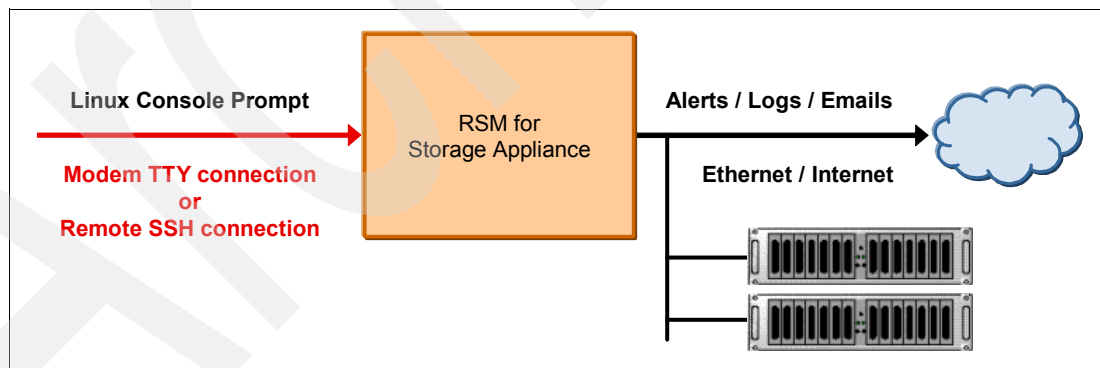 Linux Console Prompt
Modem TTY connection
or
Remote SSH connection
RSM for
Storage Appliance
Alerts / Logs / Emails
Ethernet / Internet